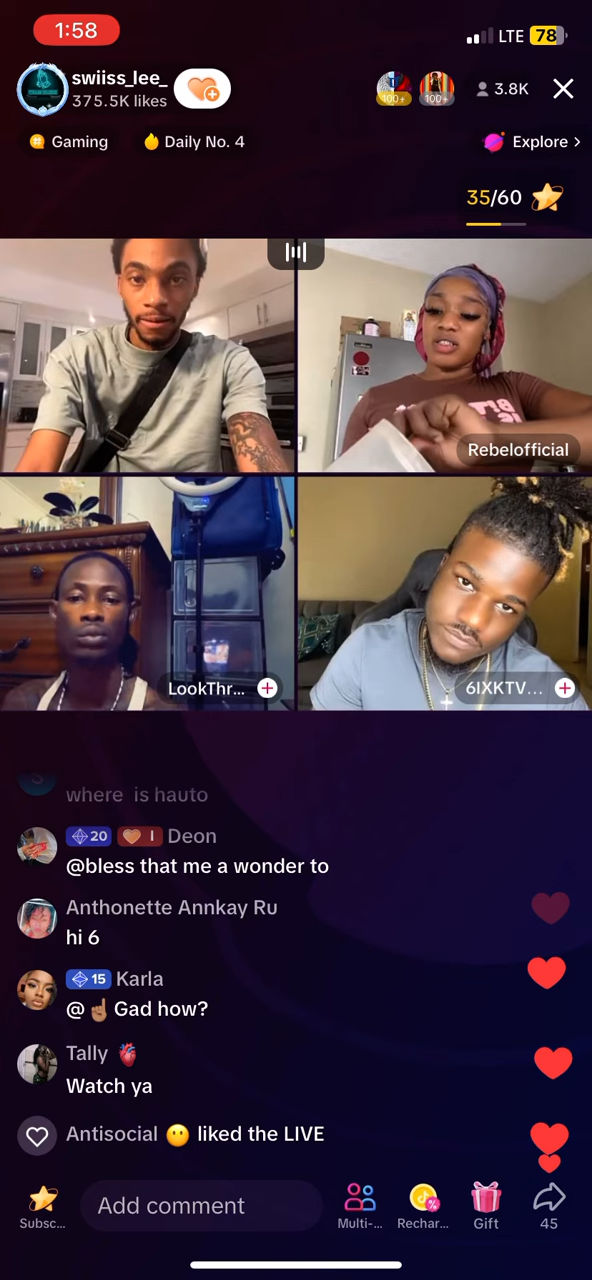 1:58
LTE 78
swiiss_lee_
375.5K likes
100+
100+
3.8K
Gaming
Daily No. 4
Explore >
35/60
Rebelofficial
LookThr...
6IXKTV...
where is hauto
20 I Deon
@bless that me a wonder to
Anthonette Annkay Ru
hi 6
15 Karla
@☝🏽Gad how?
Tally 🫀
Watch ya
Antisocial 😶 liked the LIVE
Add comment
Subsc...
Multi-...
Rechar...
Gift
45